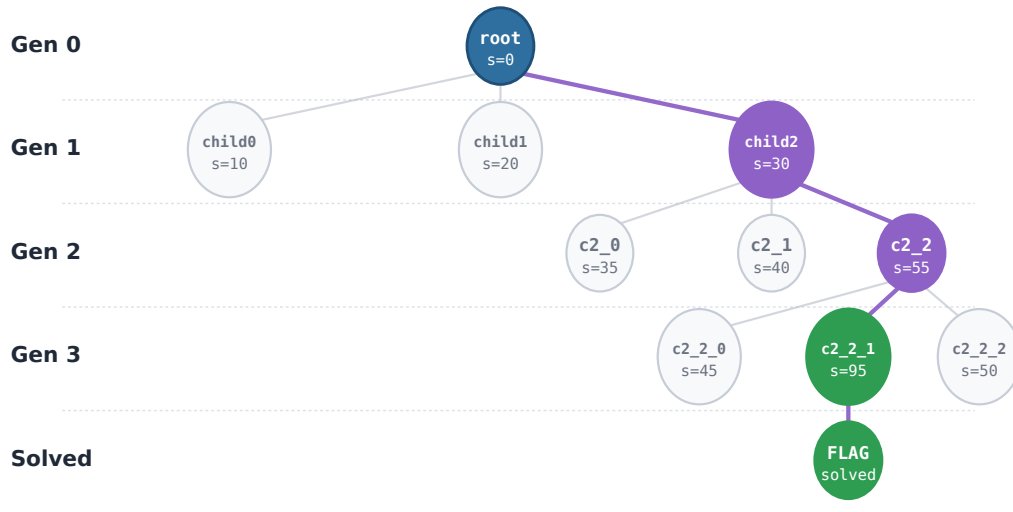 Gen 0
root
s=0
Gen 1
child0
s=10
child1
s=20
child2
s=30
Gen 2
c2_0
s=35
c2_1
s=40
c2_2
s=55
Gen 3
c2_2_0
s=45
c2_2_1
s=95
c2_2_2
s=50
Solved
FLAG
solved